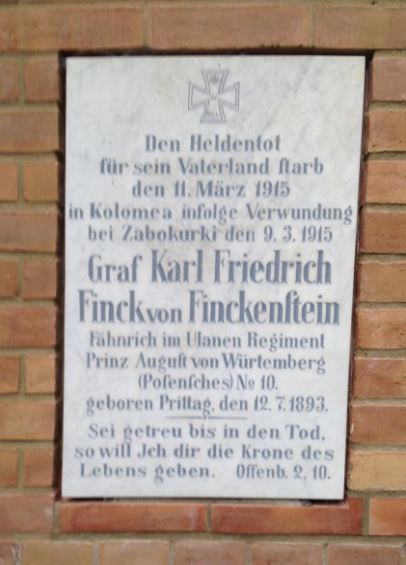 Den Heldentot
für sein Vaterland ſtarb
den 11. März 1915
in Kolomea infolge Verwundung
bei Zabokurki den 9.3.1915
Graf Karl Friedrich
Finck von Finckenſtein
Fähnrich im Ulanen Regiment
Prinz Auguſt von Würtemberg
(Poſenſches) No 10.
geboren Prittag, den 12.7.1893.
Sei getreu bis in den Tod,
so will Jch dir die Krone des
Lebens geben. Offenb. 2, 10.